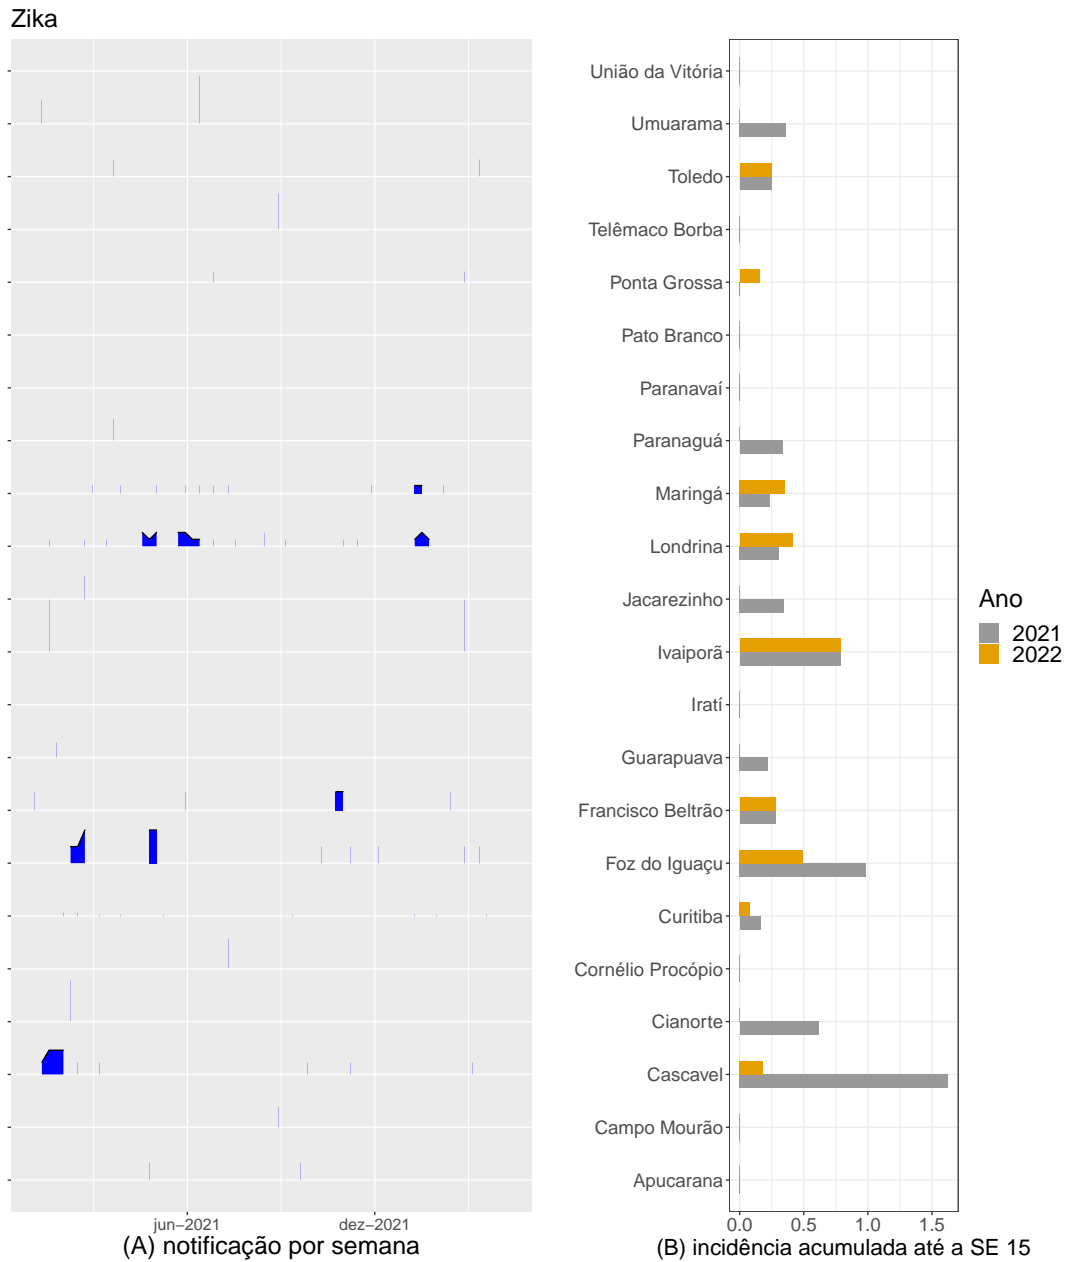 Zika
União da Vitória
Umuarama
Toledo
Telêmaco Borba
Ponta Grossa
Pato Branco
Paranavaí
Paranaguá
Maringá
Londrina
Jacarezinho
Ivaiporã
Iratí
Guarapuava
Francisco Beltrão
Foz do Iguaçu
Curitiba
Cornélio Procópio
Cianorte
Cascavel
Campo Mourão
Apucarana
jun–2021 dez–2021
(A) notificação por semana
0.0 0.5 1.0 1.5
(B) incidência acumulada até a SE 15
Ano
2021
2022